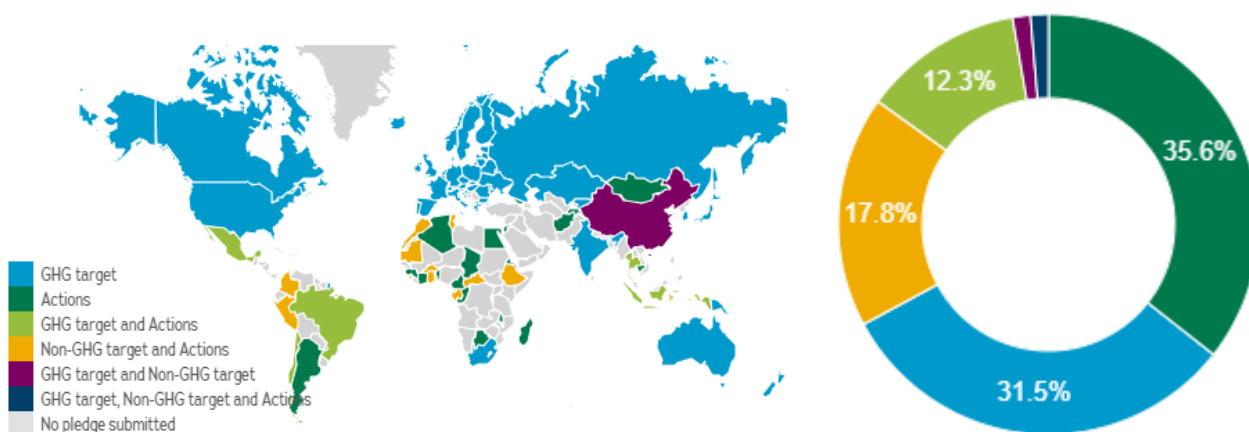 GHG target
Actions
GHG target and Actions
Non-GHG target and Actions
GHG target and Non-GHG target
GHG target, Non-GHG target and Actions
No pledge submitted
12.3%
35.6%
17.8%
31.5%